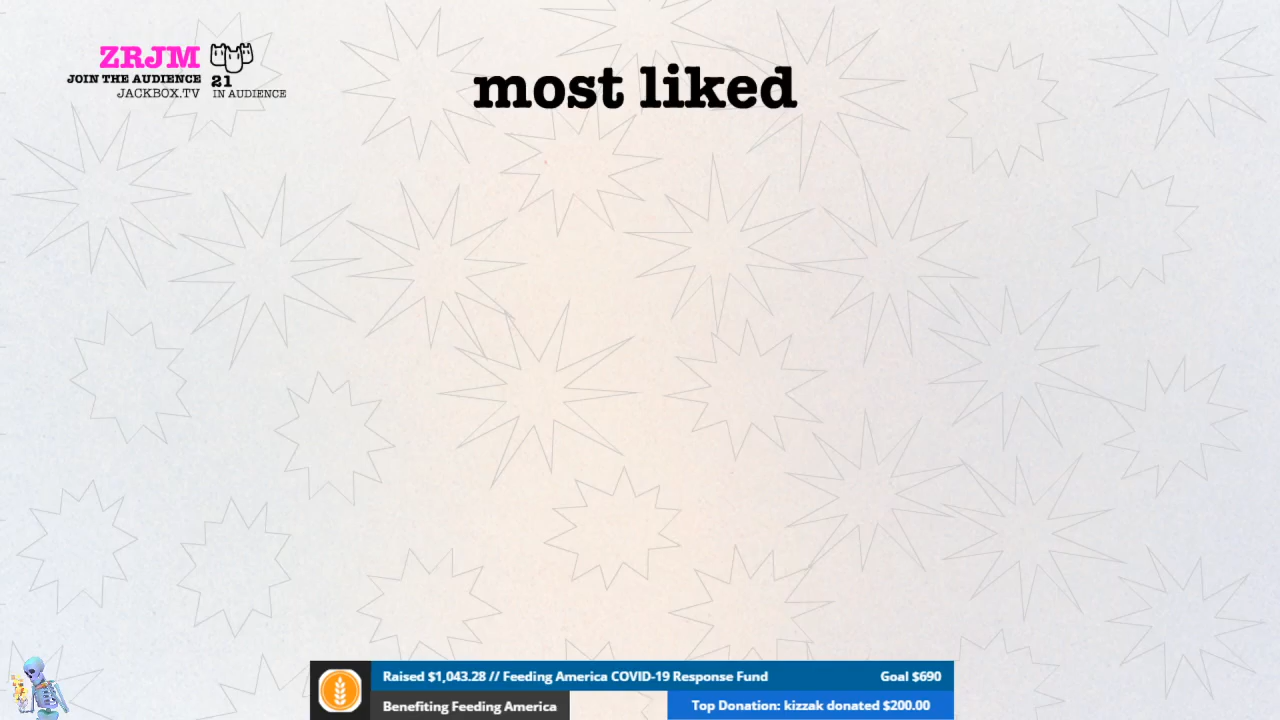 ZRJM
JOIN THE AUDIENCE
JACKBOX.TV
21
IN AUDIENCE
most liked
Raised $1,043.28 // Feeding America COVID-19 Response Fund
Goal $690
Benefiting Feeding America
Top Donation: kizzak donated $200.00